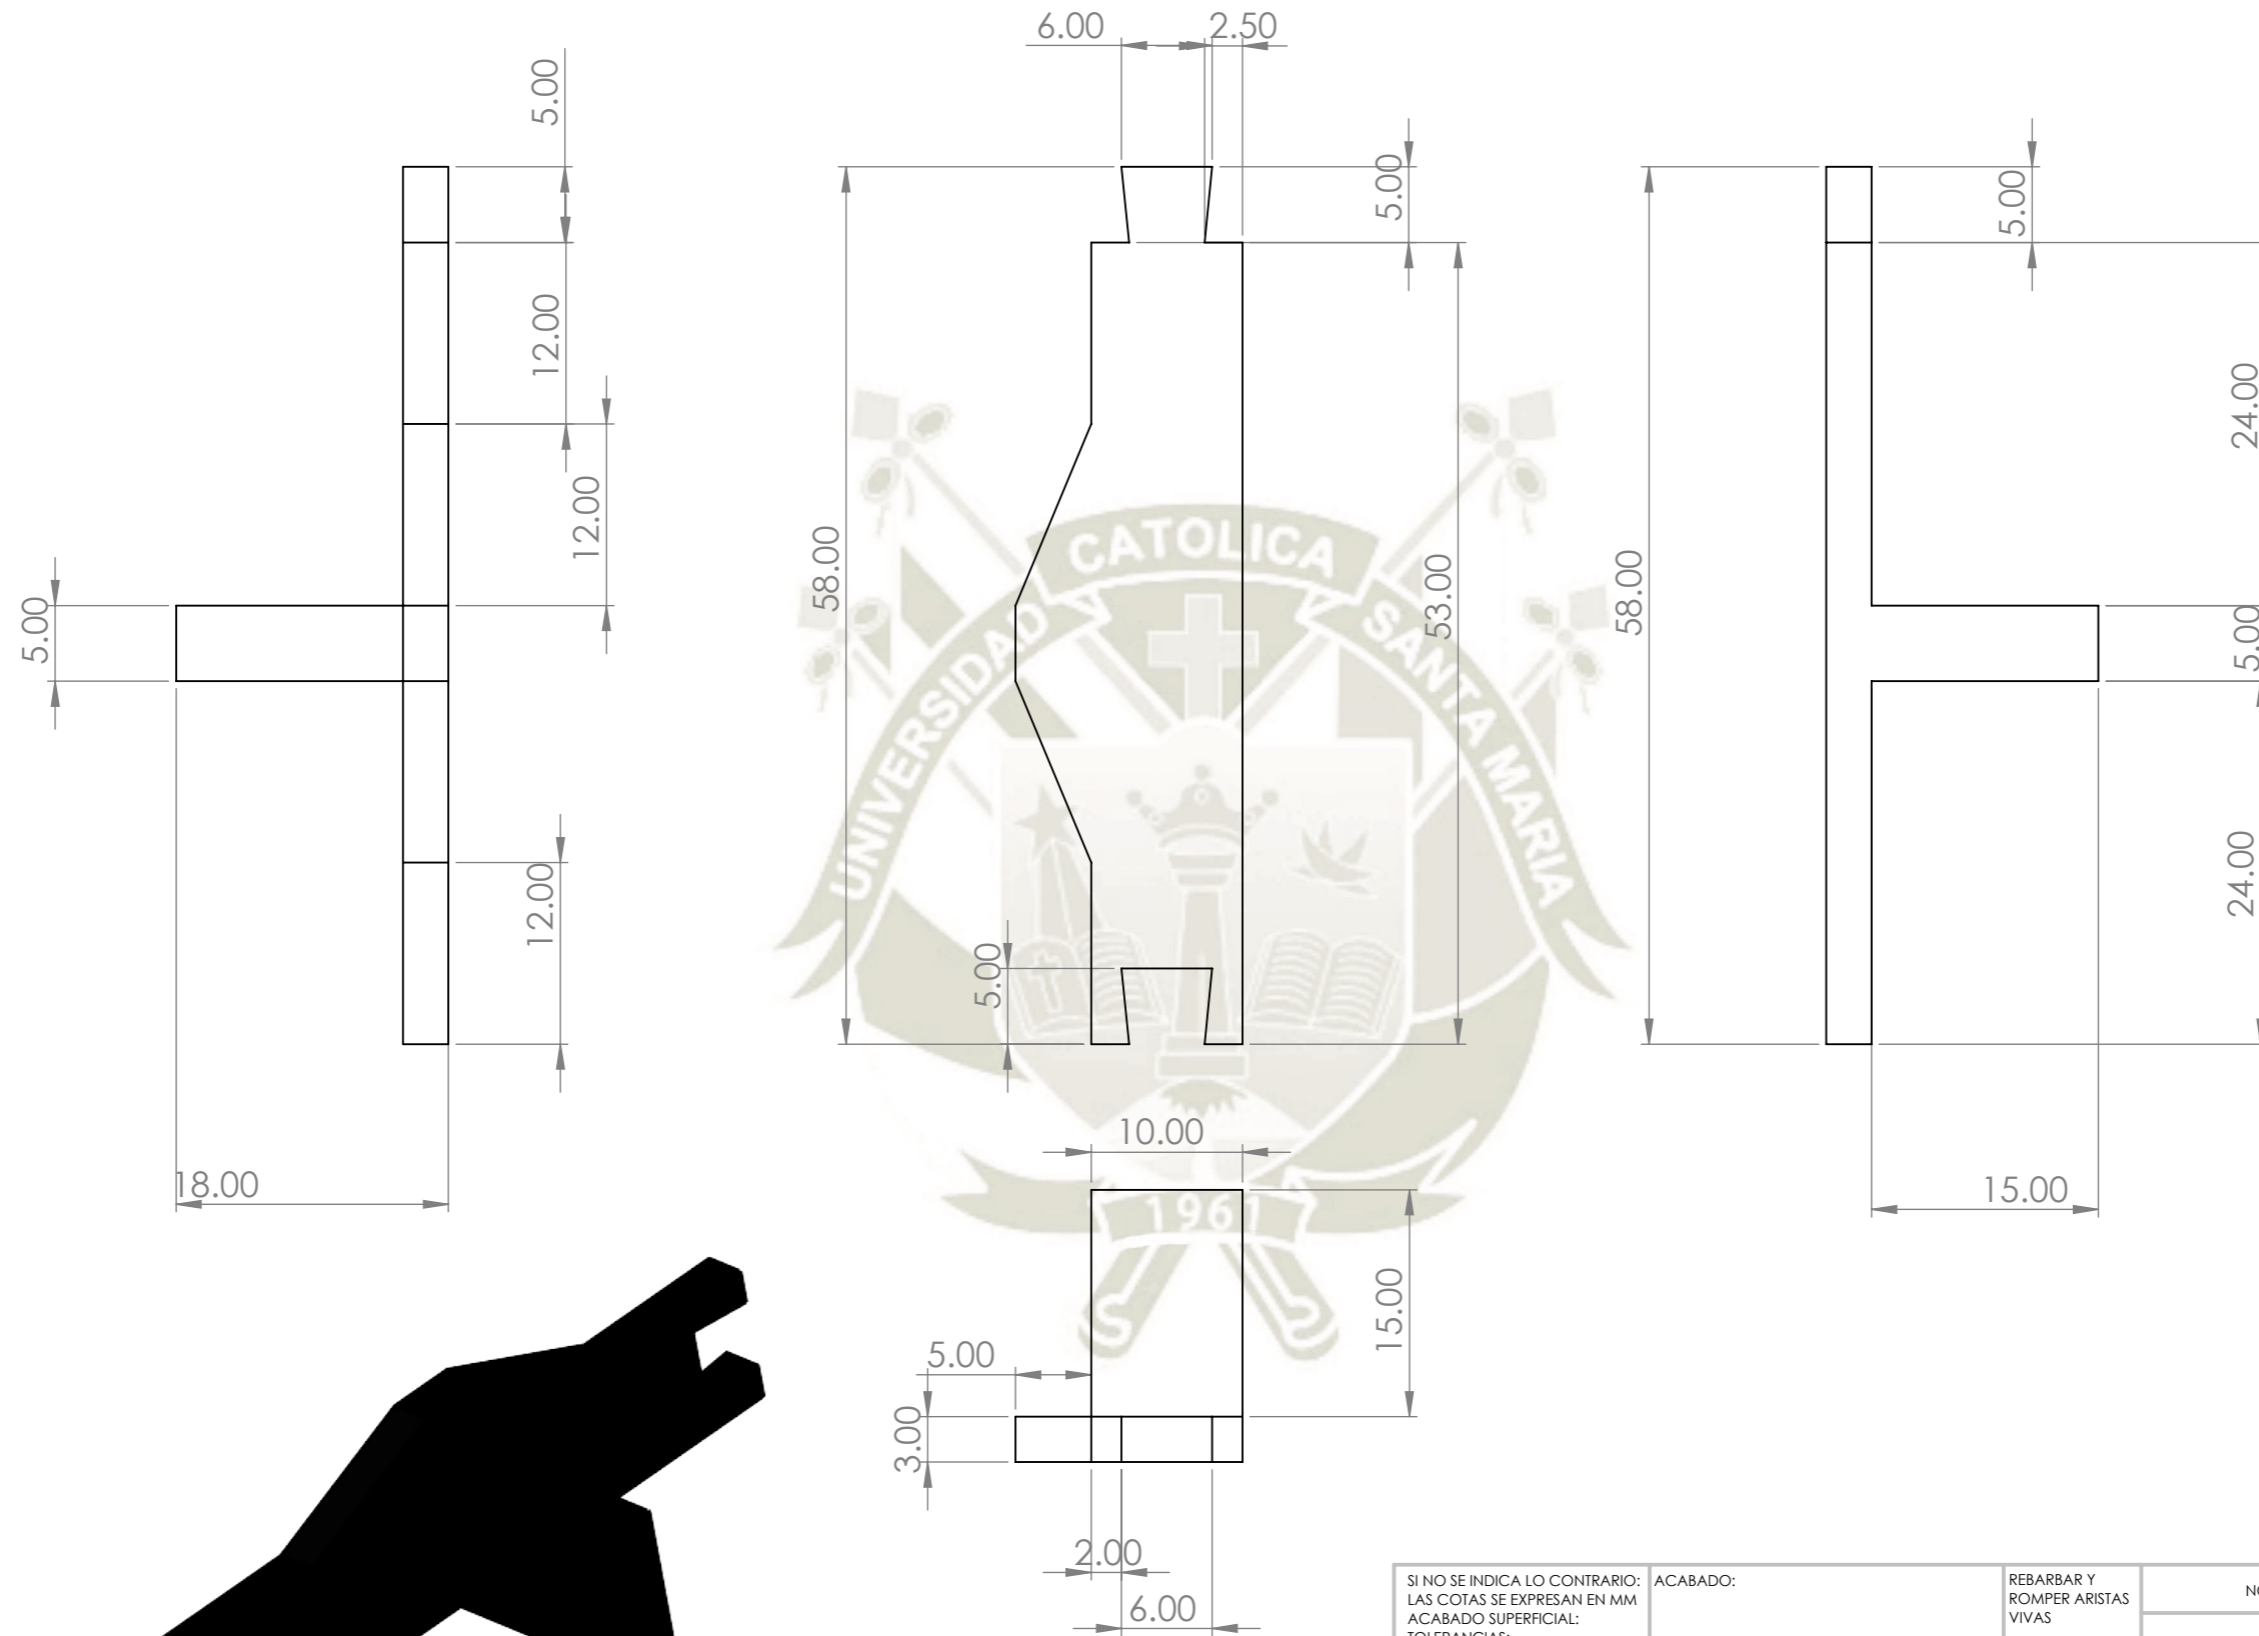 6.00
2.50
5.00
5.00
5.00
12.00
24.00
12.00
58.00
CATOLICA
53.00
58.00
5.00
5.00
UNIVERSIDAD
SANTA MARIA
12.00
24.00
5.00
10.00
18.00
15.00
1961
15.00
5.00
3.00
2.00
6.00
SI NO SE INDICA LO CONTRARIO:
LAS COTAS SE EXPRESAN EN MM
ACABADO SUPERFICIAL:
TOLERANCIAS:
ACABADO:
REBARBAR Y
ROMPER ARISTAS
VIVAS